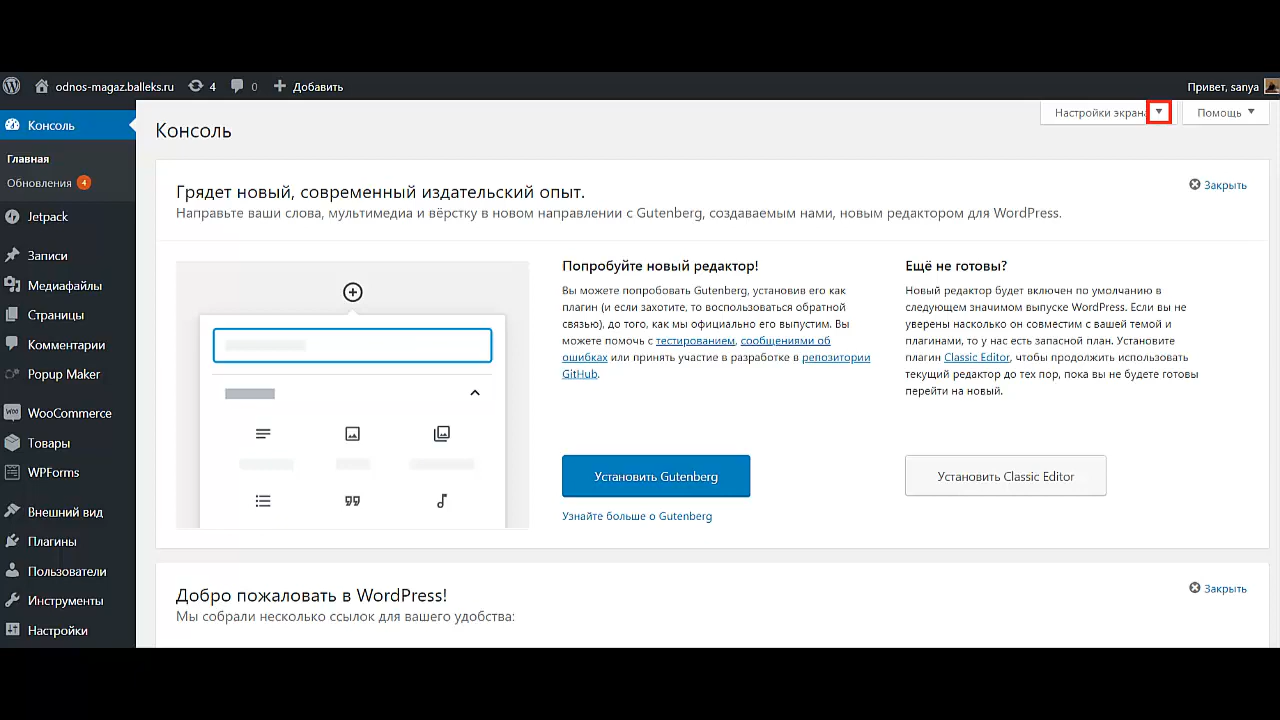 odnos-magaz.balleks.ru 4 0 Добавить Привет, sanya
Консоль
Главная
Обновления 4
Jetpack
Записи
Медиафайлы
Страницы
Комментарии
Popup Maker
WooCommerce
Товары
WPForms
Внешний вид
Плагины
Пользователи
Инструменты
Настройки
Настройки экрана Помощь
Консоль
Грядет новый, современный издательский опыт.
Закрыть
Направьте ваши слова, мультимедиа и вёрстку в новом направлении с Gutenberg, создаваемым нами, новым редактором для WordPress.
Попробуйте новый редактор!
Вы можете попробовать Gutenberg, установив его как
плагин (и если захотите, то воспользоваться обратной
связью), до того, как мы официально его выпустим. Вы
можете помочь с тестированием, сообщениями об
ошибках или принять участие в разработке в репозитории
GitHub.
Установить Gutenberg
Узнайте больше о Gutenberg
Ещё не готовы?
Новый редактор будет включен по умолчанию в
следующем значимом выпуске WordPress. Если вы не
уверены насколько он совместим с вашей темой и
плагинами, то у нас есть запасной план. Установите
плагин Classic Editor, чтобы продолжить использовать
текущий редактор до тех пор, пока вы не будете готовы
перейти на новый.
Установить Classic Editor
Добро пожаловать в WordPress!
Закрыть
Мы собрали несколько ссылок для вашего удобства: